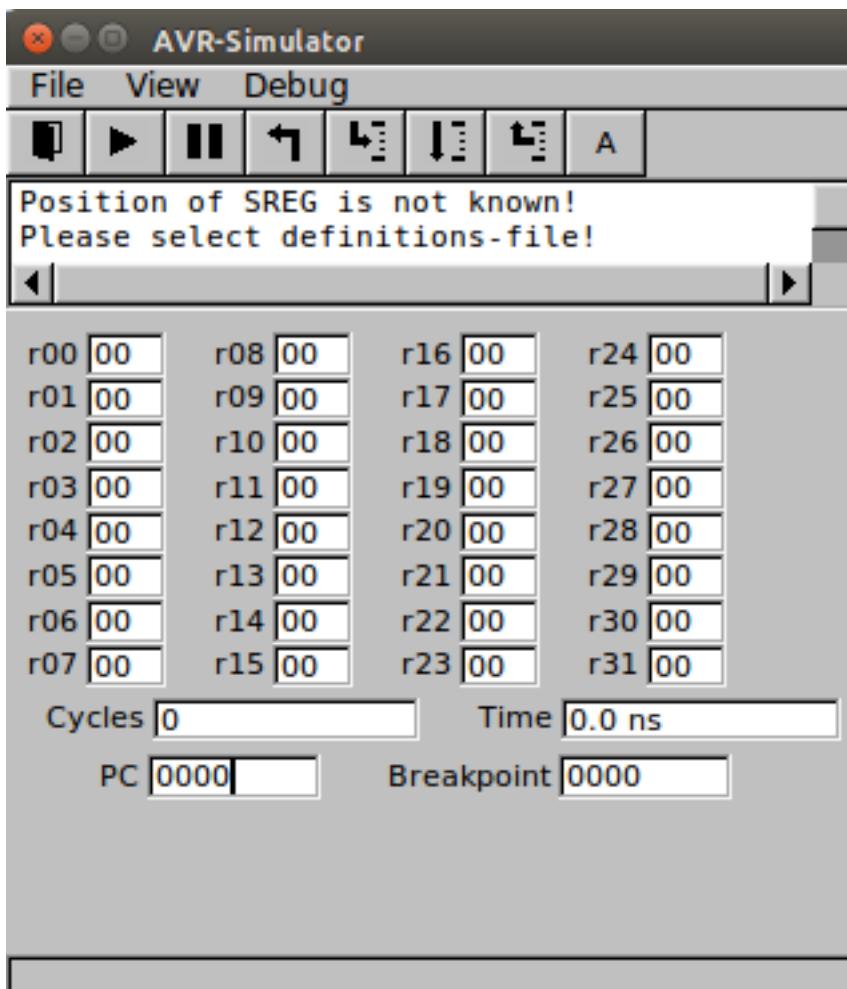 AVR-Simulator
File View Debug
A
Position of SREG is not known!
Please select definitions-file!
r00 00 r08 00 r16 00 r24 00
r01 00 r09 00 r17 00 r25 00
r02 00 r10 00 r18 00 r26 00
r03 00 r11 00 r19 00 r27 00
r04 00 r12 00 r20 00 r28 00
r05 00 r13 00 r21 00 r29 00
r06 00 r14 00 r22 00 r30 00
r07 00 r15 00 r23 00 r31 00
Cycles 0 Time 0.0 ns
PC 0000 Breakpoint 0000